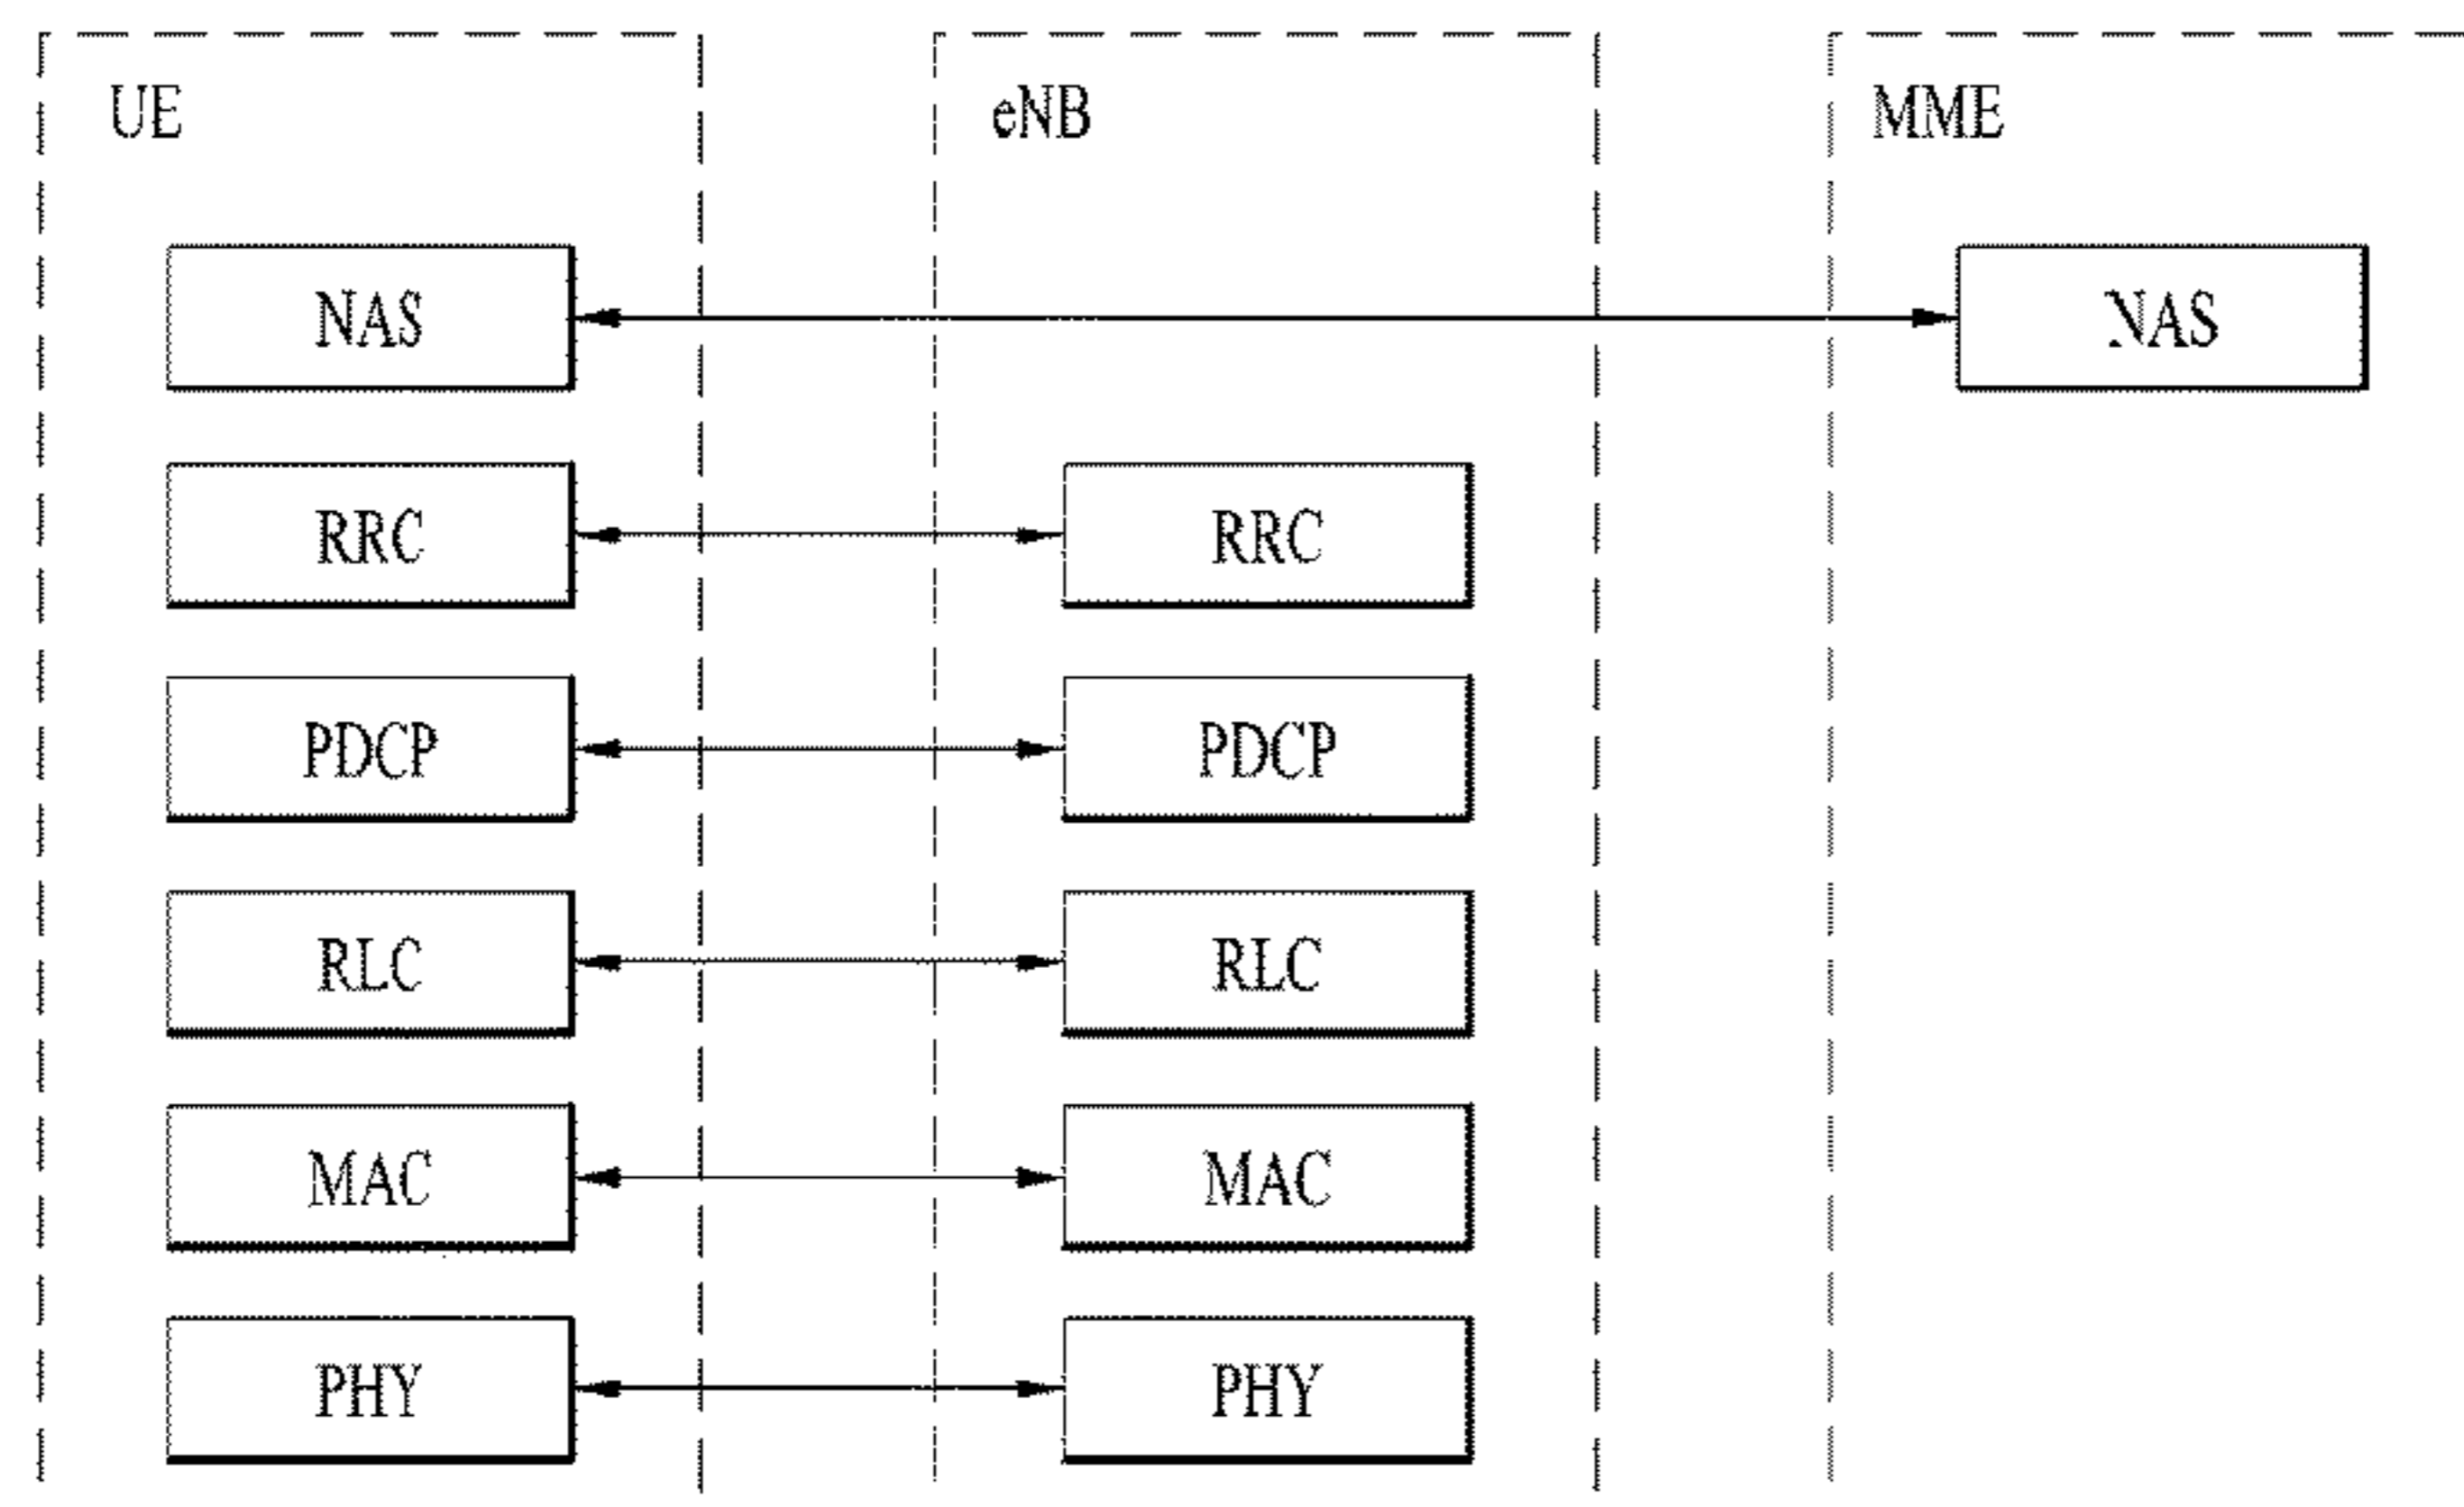 UE eNB MME
NAS NAS
RRC RRC
PDCP PDCP
RLC RLC
MAC MAC
PHY PHY